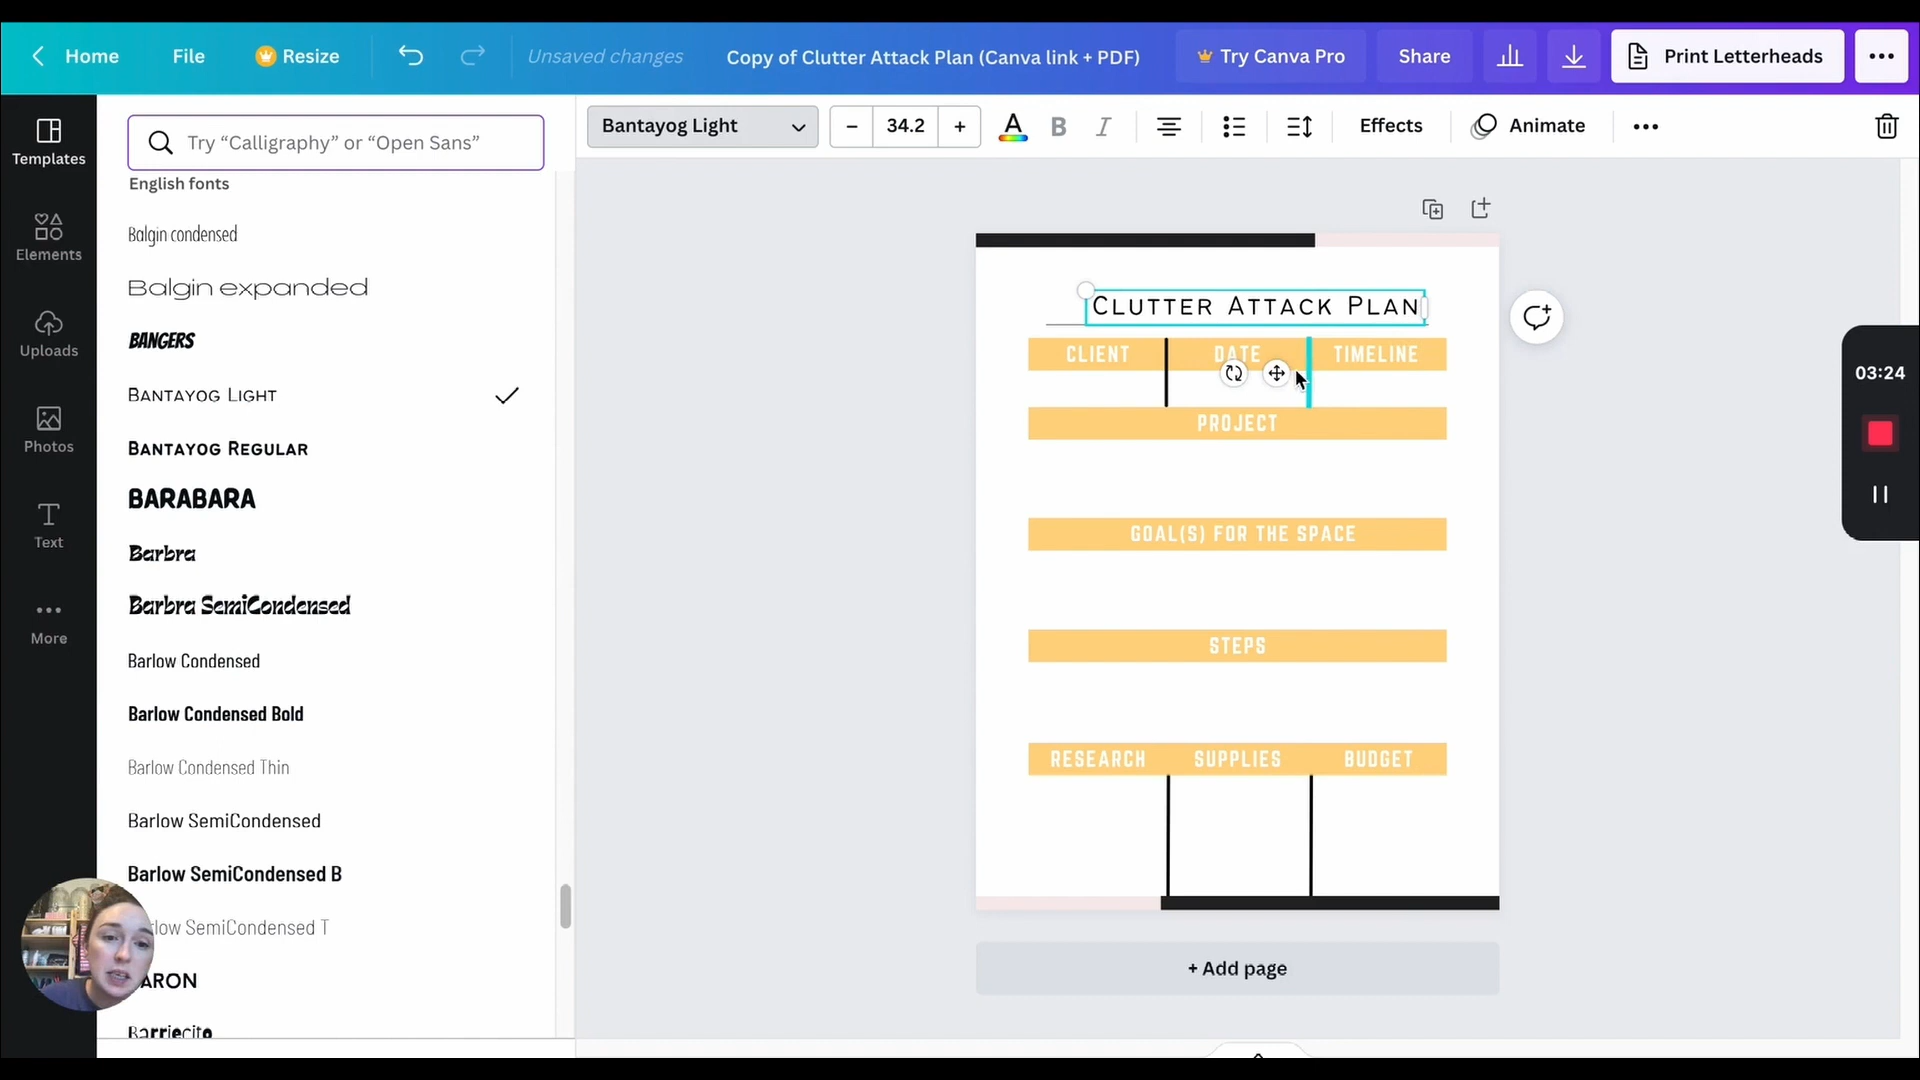 Home File Resize Unsaved changes Copy of Clutter Attack Plan (Canva link + PDF) Try Canva Pro Share Print Letterheads
Templates
Elements
Uploads
Photos
Text
More
Try “Calligraphy” or “Open Sans”
English fonts
Balgin condensed
Balgin expanded
BANGERS
Bantayog Light
Bantayog Regular
BARABARA
Barbra
Barbra SemiCondensed
Barlow Condensed
Barlow Condensed Bold
Barlow Condensed Thin
Barlow SemiCondensed
Barlow SemiCondensed B
low SemiCondensed T
ARON
Barriecito
Bantayog Light − 34.2 + A B I Effects Animate
Clutter Attack Plan
CLIENT DATE TIMELINE
PROJECT
GOAL(S) FOR THE SPACE
STEPS
RESEARCH SUPPLIES BUDGET
+ Add page
03:24